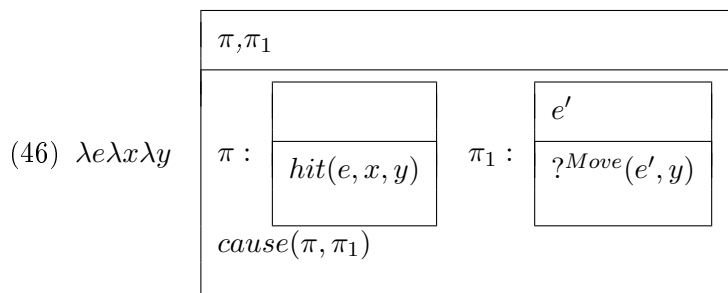 π,π₁
e′
(46) λeλxλy π : hit(e, x, y) π₁ : ?ᴹᵒᵛᵉ(e′, y)
cause(π, π₁)